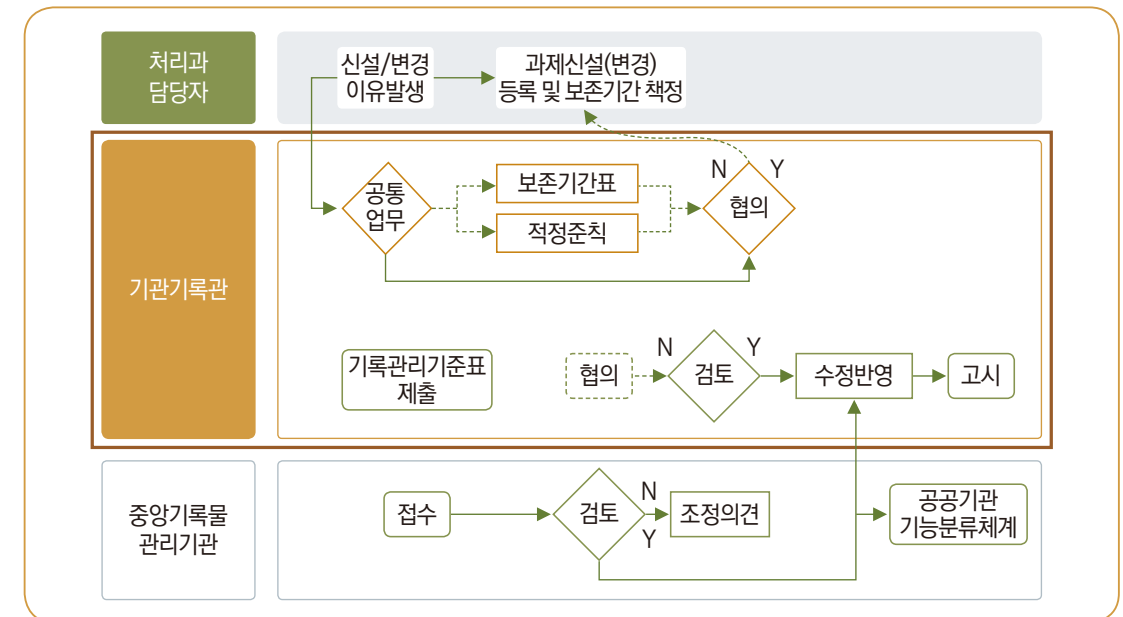 처리과
담당자
신설/변경
이유발생
과제신설(변경)
등록 및 보존기간 책정
기관기록관
공통
업무
보존기간표
적정준칙
N
Y
협의
기록관리기준표
제출
협의
N
Y
검토
수정반영
고시
중앙기록물
관리기관
접수
검토
N
Y
조정의견
공공기관
기능분류체계